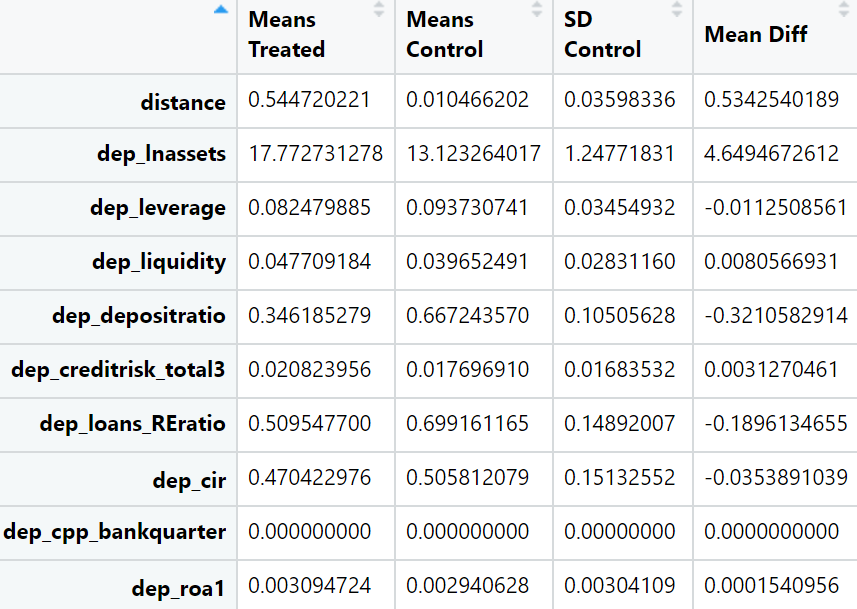 Means Treated Means Control SD Control Mean Diff
distance 0.544720221 0.010466202 0.03598336 0.5342540189
dep_lnassets 17.772731278 13.123264017 1.24771831 4.6494672612
dep_leverage 0.082479885 0.093730741 0.03454932 -0.0112508561
dep_liquidity 0.047709184 0.039652491 0.02831160 0.0080566931
dep_depositratio 0.346185279 0.667243570 0.10505628 -0.3210582914
dep_creditrisk_total3 0.020823956 0.017696910 0.01683532 0.0031270461
dep_loans_REratio 0.509547700 0.699161165 0.14892007 -0.1896134655
dep_cir 0.470422976 0.505812079 0.15132552 -0.0353891039
dep_cpp_bankquarter 0.000000000 0.000000000 0.00000000 0.0000000000
dep_roa1 0.003094724 0.002940628 0.00304109 0.0001540956